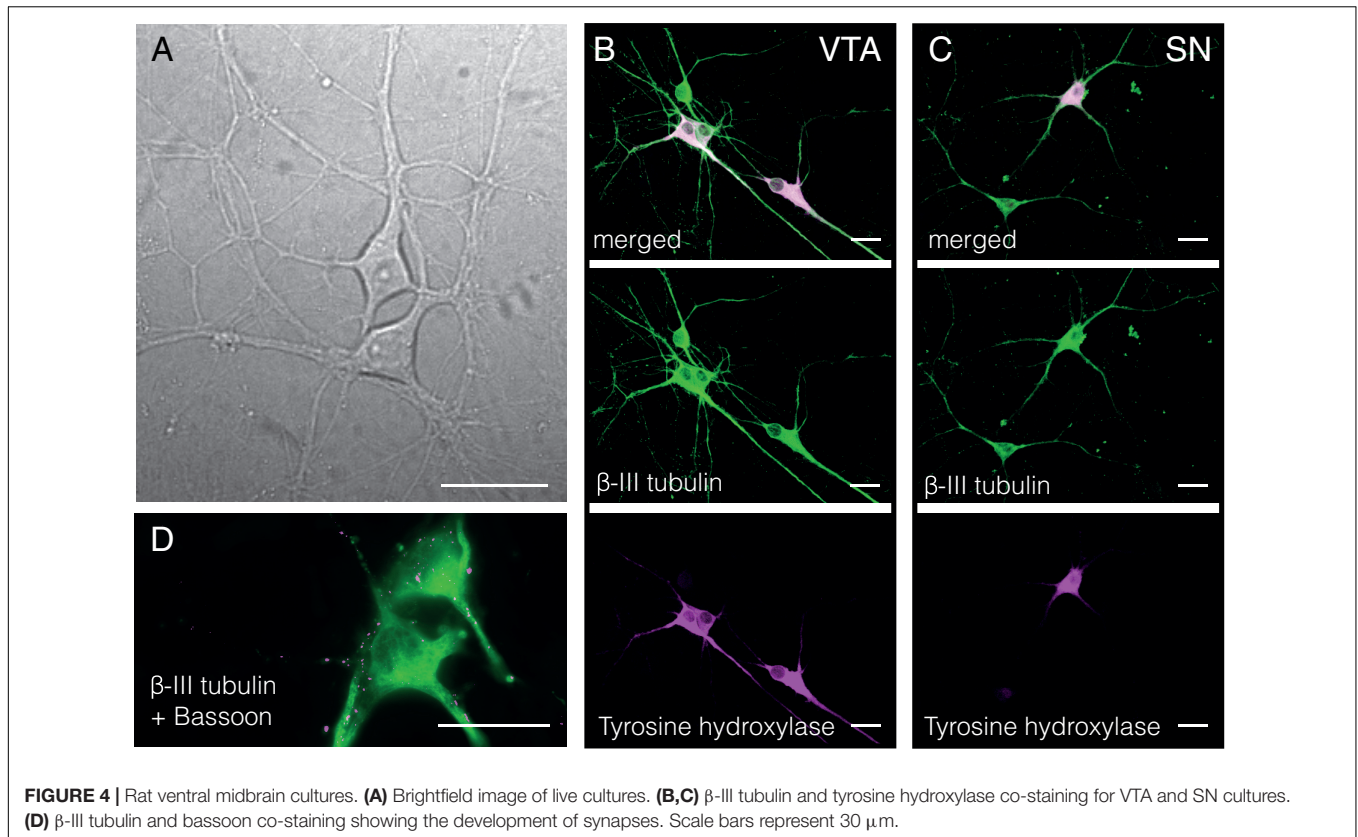 A
B VTA
C SN
merged
merged
β-III tubulin
β-III tubulin
D
β-III tubulin
+ Bassoon
Tyrosine hydroxylase
Tyrosine hydroxylase
FIGURE 4 | Rat ventral midbrain cultures. (A) Brightfield image of live cultures. (B,C) β-III tubulin and tyrosine hydroxylase co-staining for VTA and SN cultures.
(D) β-III tubulin and bassoon co-staining showing the development of synapses. Scale bars represent 30 μm.